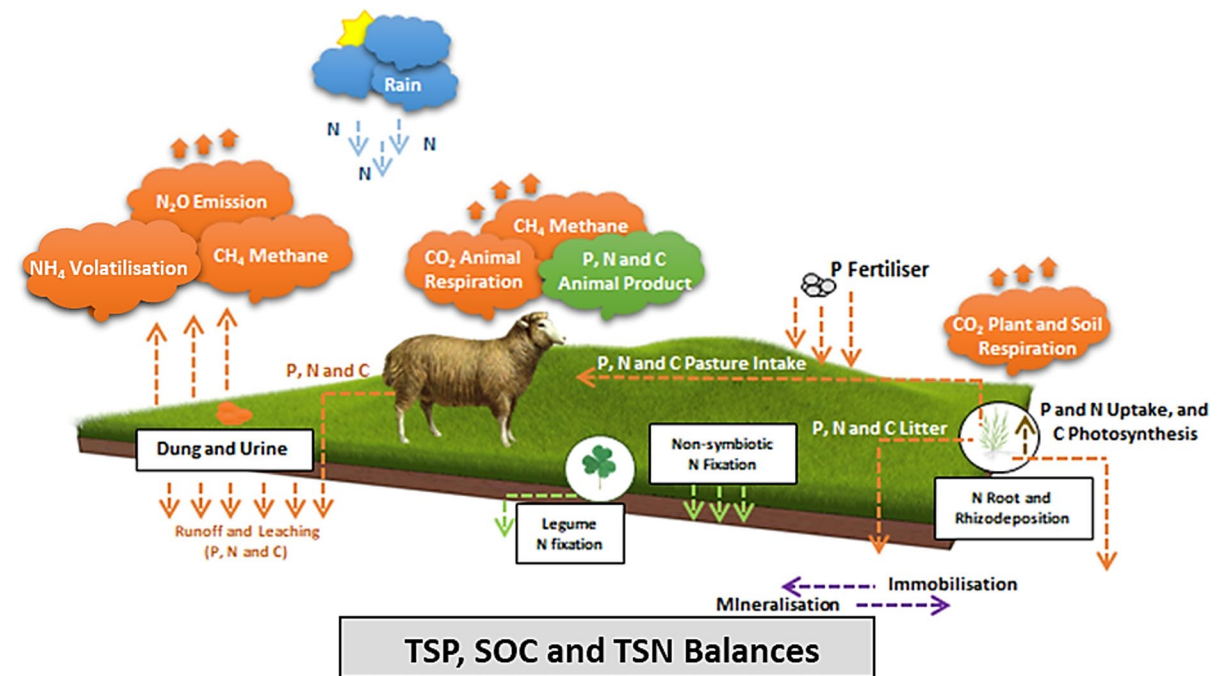 Rain
N
N
N
N₂O Emission
NH₄ Volatilisation
CH₄ Methane
CH₄ Methane
CO₂ Animal
Respiration
P, N and C
Animal Product
P Fertiliser
CO₂ Plant and Soil
Respiration
P, N and C
P, N and C Pasture Intake
P, N and C Litter
P and N Uptake, and
C Photosynthesis
Dung and Urine
Non-symbiotic
N Fixation
N Root and
Rhizodeposition
Runoff and Leaching
(P, N and C)
Legume
N fixation
Immobilisation
MIneralisation
TSP, SOC and TSN Balances